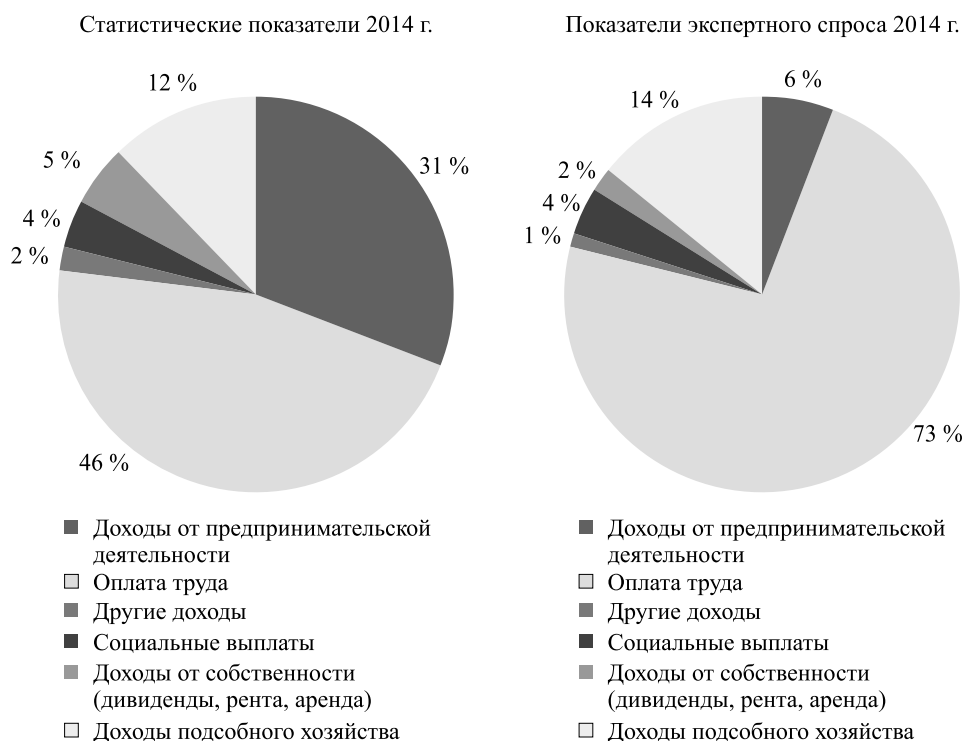 Статистические показатели 2014 г.
12 %
31 %
5 %
4 %
2 %
46 %
Доходы от предпринимательской
деятельности
Оплата труда
Другие доходы
Социальные выплаты
Доходы от собственности
(дивиденды, рента, аренда)
Доходы подсобного хозяйства
Показатели экспертного спроса 2014 г.
6 %
14 %
2 %
4 %
1 %
73 %
Доходы от предпринимательской
деятельности
Оплата труда
Другие доходы
Социальные выплаты
Доходы от собственности
(дивиденды, рента, аренда)
Доходы подсобного хозяйства